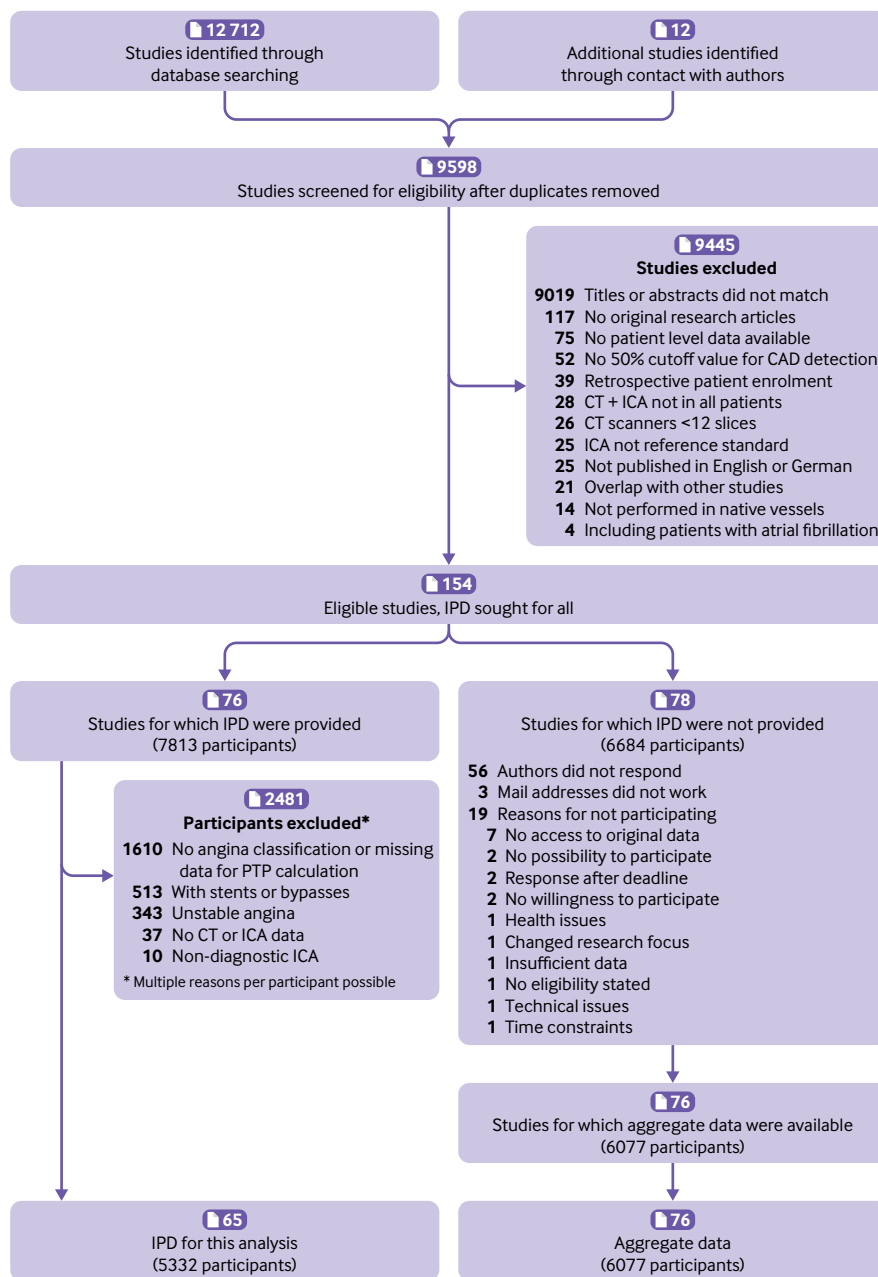 12 712
Studies identified through
database searching
12
Additional studies identified
through contact with authors
9598
Studies screened for eligibility after duplicates removed
9445
Studies excluded
9019 Titles or abstracts did not match
117 No original research articles
75 No patient level data available
52 No 50% cutoff value for CAD detection
39 Retrospective patient enrolment
28 CT + ICA not in all patients
26 CT scanners <12 slices
25 ICA not reference standard
25 Not published in English or German
21 Overlap with other studies
14 Not performed in native vessels
4 Including patients with atrial fibrillation
154
Eligible studies, IPD sought for all
76
Studies for which IPD were provided
(7813 participants)
2481
Participants excluded*
1610 No angina classification or missing
data for PTP calculation
513 With stents or bypasses
343 Unstable angina
37 No CT or ICA data
10 Non-diagnostic ICA
* Multiple reasons per participant possible
78
Studies for which IPD were not provided
(6684 participants)
56 Authors did not respond
3 Mail addresses did not work
19 Reasons for not participating
7 No access to original data
2 No possibility to participate
2 Response after deadline
2 No willingness to participate
1 Health issues
1 Changed research focus
1 Insufficient data
1 No eligibility stated
1 Technical issues
1 Time constraints
76
Studies for which aggregate data were available
(6077 participants)
65
IPD for this analysis
(5332 participants)
76
Aggregate data
(6077 participants)